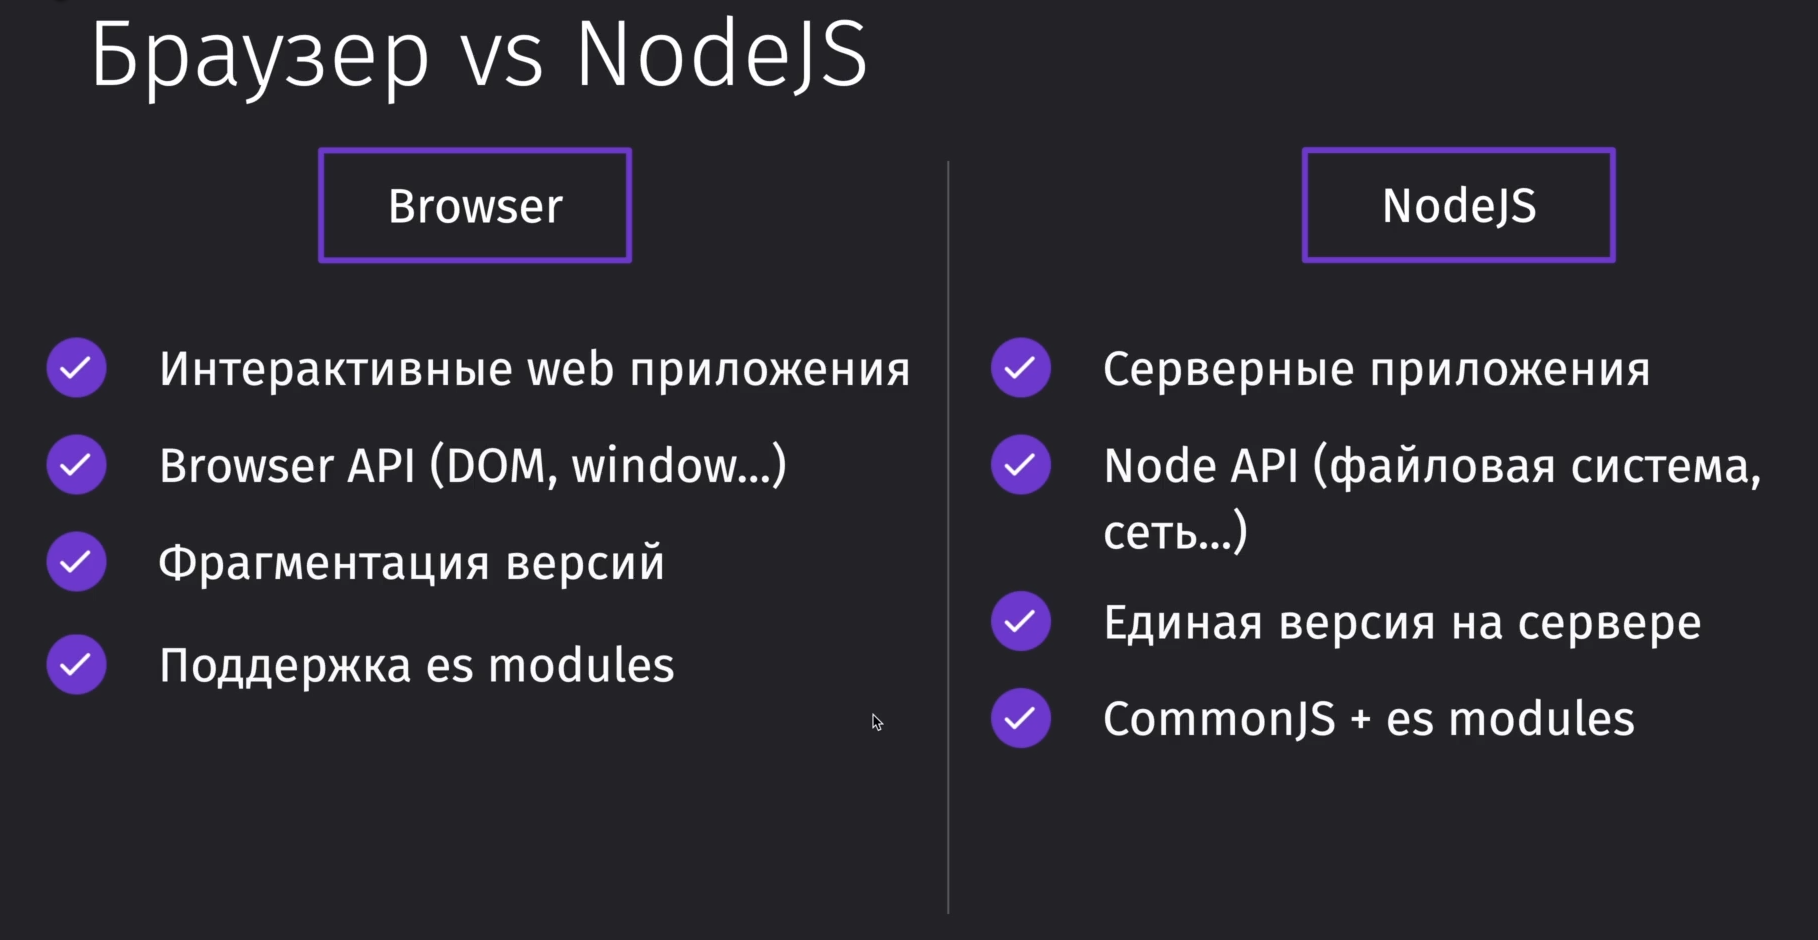 Браузер vs NodeJS
Browser
Интерактивные web приложения
Browser API (DOM, window...)
Фрагментация версий
Поддержка es modules
NodeJS
Серверные приложения
Node API (файловая система,
сеть...)
Единая версия на сервере
CommonJS + es modules